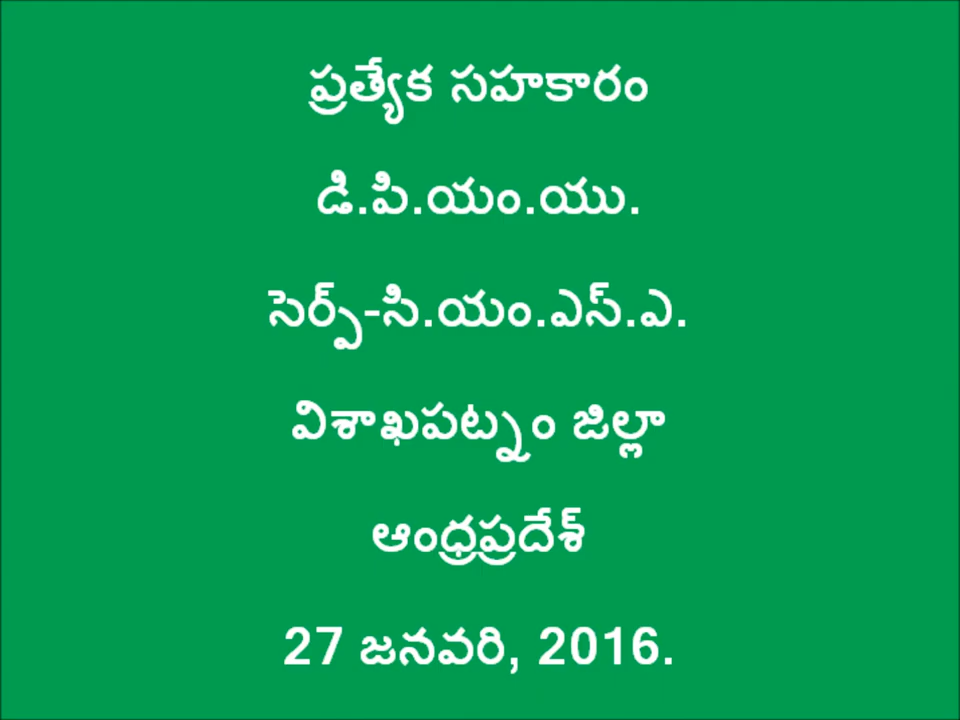 ప్రత్యేక సహకారం
డి.పి.యం.యు.
సెర్ప్-సి.యం.ఎస్.ఎ.
విశాఖపట్నం జిల్లా
ఆంధ్రప్రదేశ్
27 జనవరి, 2016.